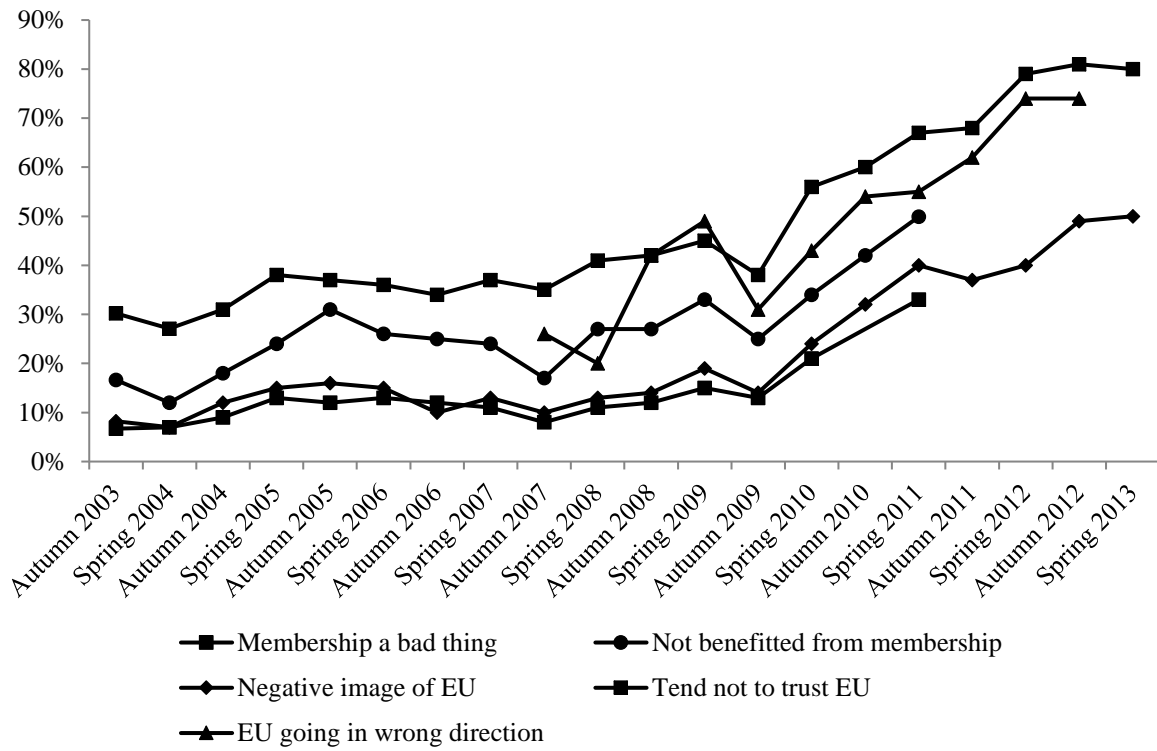 90%
80%
70%
60%
50%
40%
30%
20%
10%
0%
Autumn 2003
Spring 2004
Autumn 2004
Spring 2005
Autumn 2005
Spring 2006
Autumn 2006
Spring 2007
Autumn 2007
Spring 2008
Autumn 2008
Spring 2009
Autumn 2009
Spring 2010
Autumn 2010
Spring 2011
Autumn 2011
Spring 2012
Autumn 2012
Spring 2013
Membership a bad thing
Not benefitted from membership
Negative image of EU
Tend not to trust EU
EU going in wrong direction